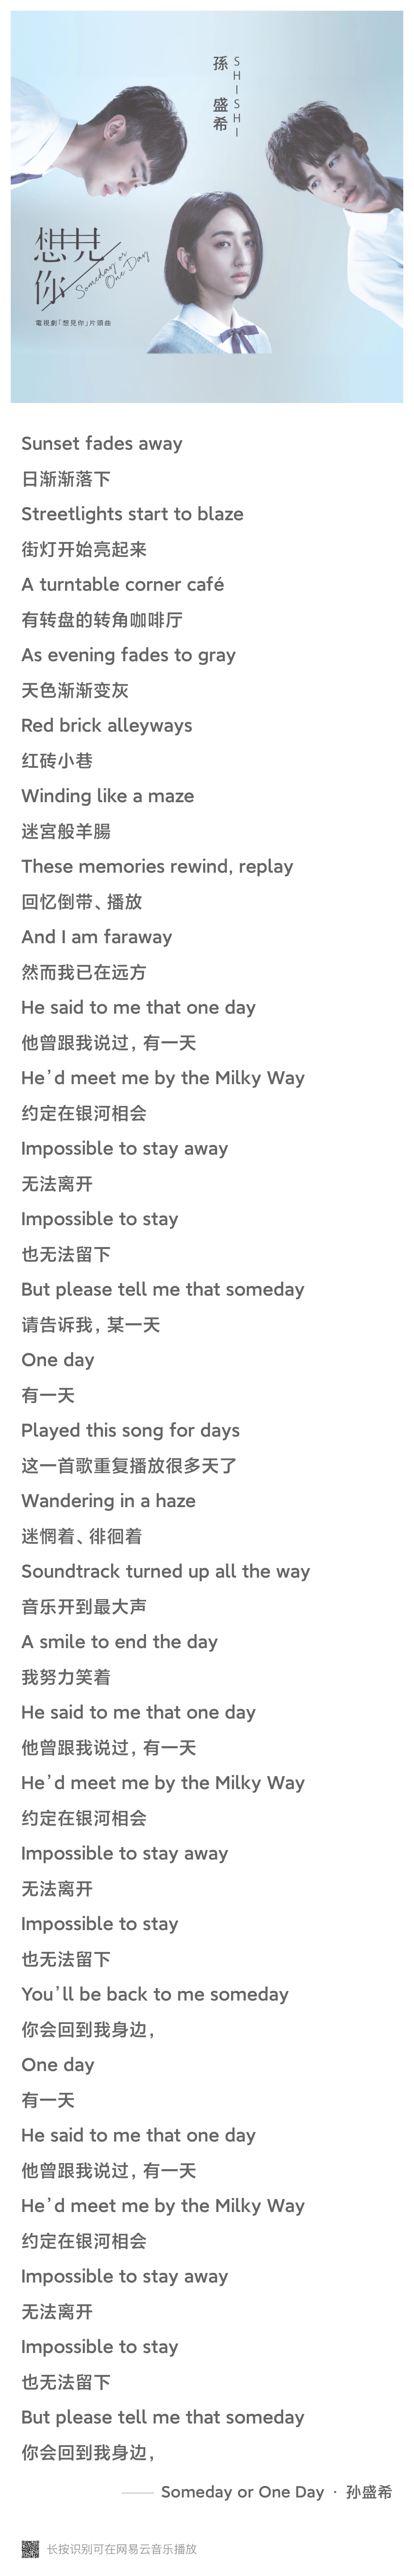 孫盛希
SHISHI
想見你
Someday or
One Day
電視劇「想見你」片頭曲
Sunset fades away
日渐渐落下
Streetlights start to blaze
街灯开始亮起来
A turntable corner café
有转盘的转角咖啡厅
As evening fades to gray
天色渐渐变灰
Red brick alleyways
红砖小巷
Winding like a maze
迷宫般羊腸
These memories rewind, replay
回忆倒带、播放
And I am faraway
然而我已在远方
He said to me that one day
他曾跟我说过，有一天
He’d meet me by the Milky Way
约定在银河相会
Impossible to stay away
无法离开
Impossible to stay
也无法留下
But please tell me that someday
请告诉我，某一天
One day
有一天
Played this song for days
这一首歌重复播放很多天了
Wandering in a haze
迷惘着、徘徊着
Soundtrack turned up all the way
音乐开到最大声
A smile to end the day
我努力笑着
He said to me that one day
他曾跟我说过，有一天
He’d meet me by the Milky Way
约定在银河相会
Impossible to stay away
无法离开
Impossible to stay
也无法留下
You’ll be back to me someday
你会回到我身边，
One day
有一天
He said to me that one day
他曾跟我说过，有一天
He’d meet me by the Milky Way
约定在银河相会
Impossible to stay away
无法离开
Impossible to stay
也无法留下
But please tell me that someday
你会回到我身边，
—— Someday or One Day · 孙盛希
长按识别可在网易云音乐播放